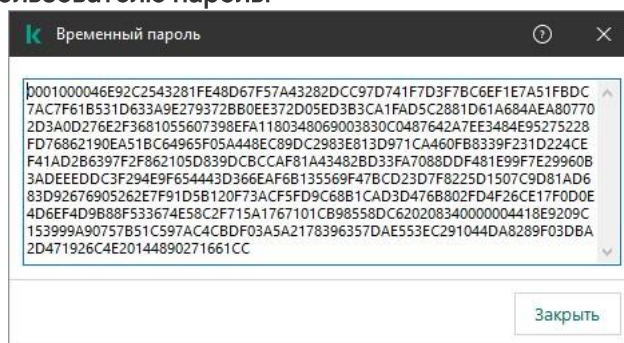 ользователю пароль.
Временный пароль
0001000046E92C2543281FE48D67F57A43282DCC97D741F7D3F7BC6EF1E7A51FBDC
7AC7F61B531D633A9E279372BB0EE372D05ED3B3CA1FAD5C2881D61A684AEA80770
2D3A0D276E2F3681055607398EFA1180348069003830C0487642A7EE3484E95275228
FD76862190EA51BC64965F05A448EC89DC2983E813D971CA460FB8339F231D224CE
F41AD2B6397F2F862105D839DCBCCAF81A43482BD33FA7088DDF481E99F7E29960B
3ADEEEDDC3F294E9F654443D366EAF6B135569F47BCD23D7F8225D1507C9D81AD6
83D92676905262E7F91D5B120F73ACF5FD9C68B1CAD3D476B802FD4F26CE17F0D0E
4D6EF4D9B88F533674E58C2F715A1767101CB98558DC620208340000004418E9209C
153999A90757B51C597AC4CBDF03A5A2178396357DAE553EC291044DA8289F03DBA
2D471926C4E20144890271661CC
Закрыть